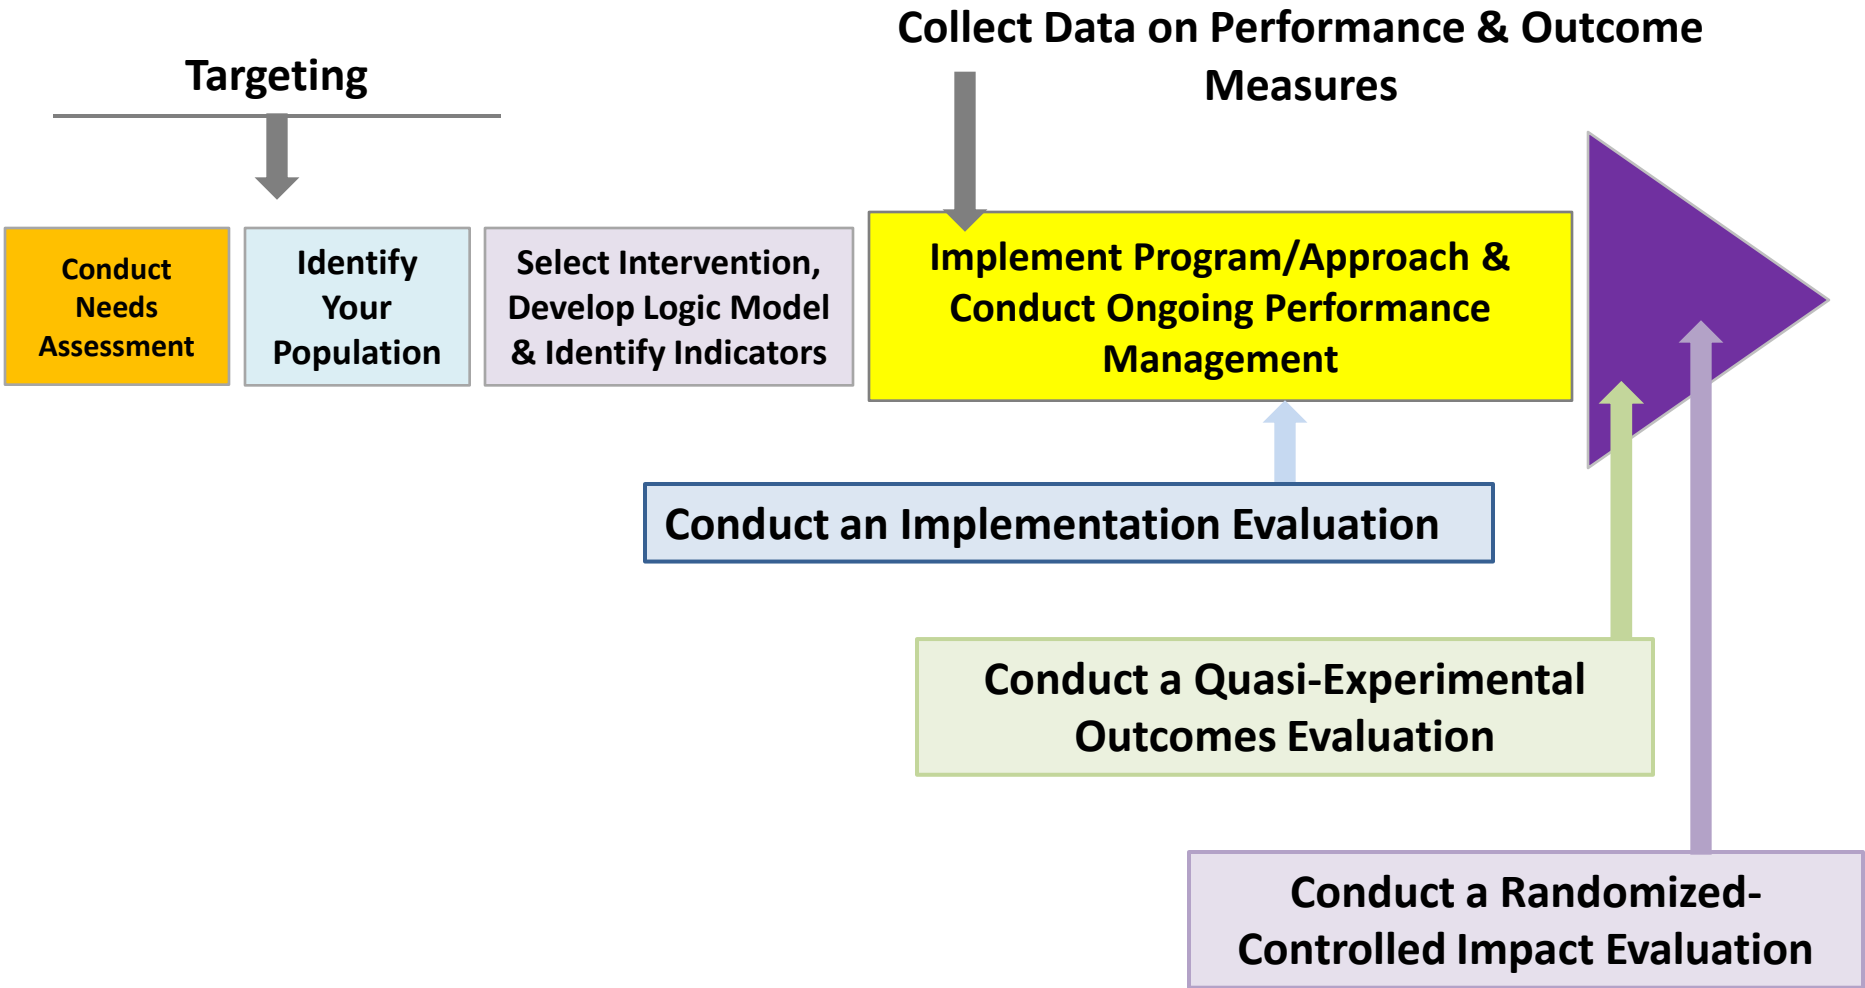 Collect Data on Performance & Outcome
Measures
Targeting
Conduct
Needs
Assessment
Identify
Your
Population
Select Intervention,
Develop Logic Model
& Identify Indicators
Implement Program/Approach &
Conduct Ongoing Performance
Management
Conduct an Implementation Evaluation
Conduct a Quasi-Experimental
Outcomes Evaluation
Conduct a Randomized-
Controlled Impact Evaluation